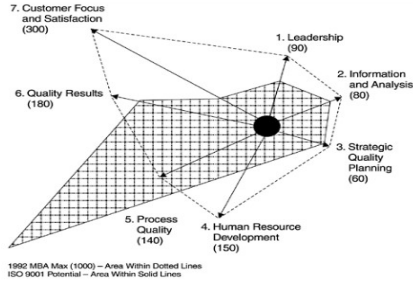 7. Customer Focus
and Satisfaction
(300)
1. Leadership
(90)
2. Information
and Analysis
(80)
6. Quality Results
(180)
3. Strategic
Quality
Planning
(60)
5. Process
Quality
(140)
4. Human Resource
Development
(150)
1992 MBA Max (1000) – Area Within Dotted Lines
ISO 9001 Potential – Area Within Solid Lines